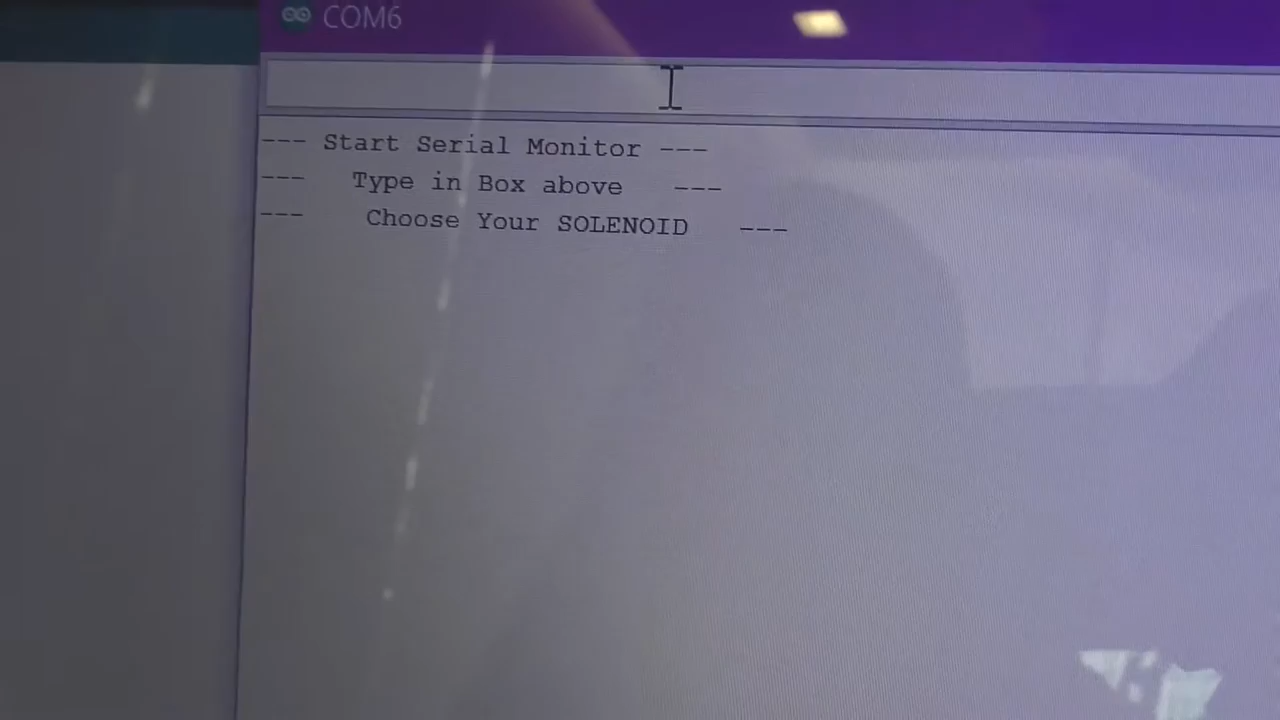 COM6
--- Start Serial Monitor ---
---   Type in Box above   ---
---    Choose Your SOLENOID   ---